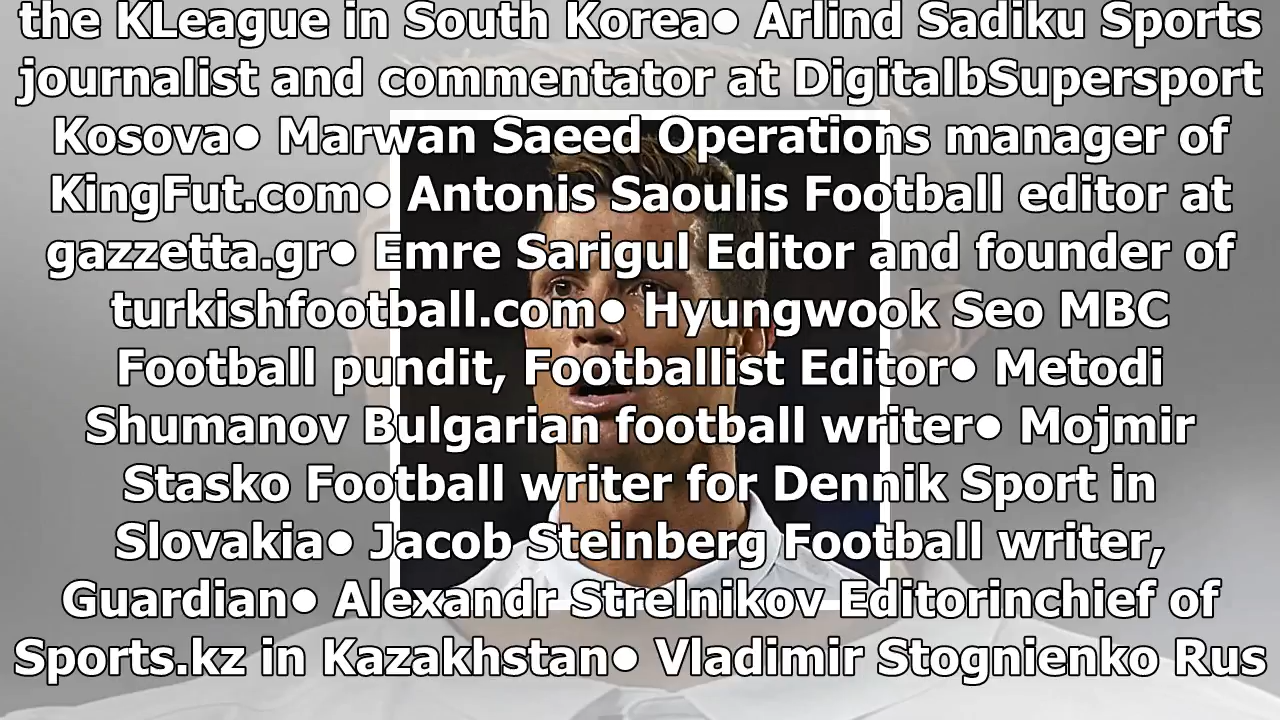 the KLeague in South Korea● Arlind Sadiku Sports
journalist and commentator at DigitalbSupersport
Kosova● Marwan Saeed Operations manager of
KingFut.com● Antonis Saoulis Football editor at
gazzetta.gr● Emre Sarigul Editor and founder of
turkishfootball.com● Hyungwook Seo MBC
Football pundit, Footballist Editor● Metodi
Shumanov Bulgarian football writer● Mojmir
Stasko Football writer for Dennik Sport in
Slovakia● Jacob Steinberg Football writer,
Guardian● Alexandr Strelnikov Editorinchief of
Sports.kz in Kazakhstan● Vladimir Stognienko Rus